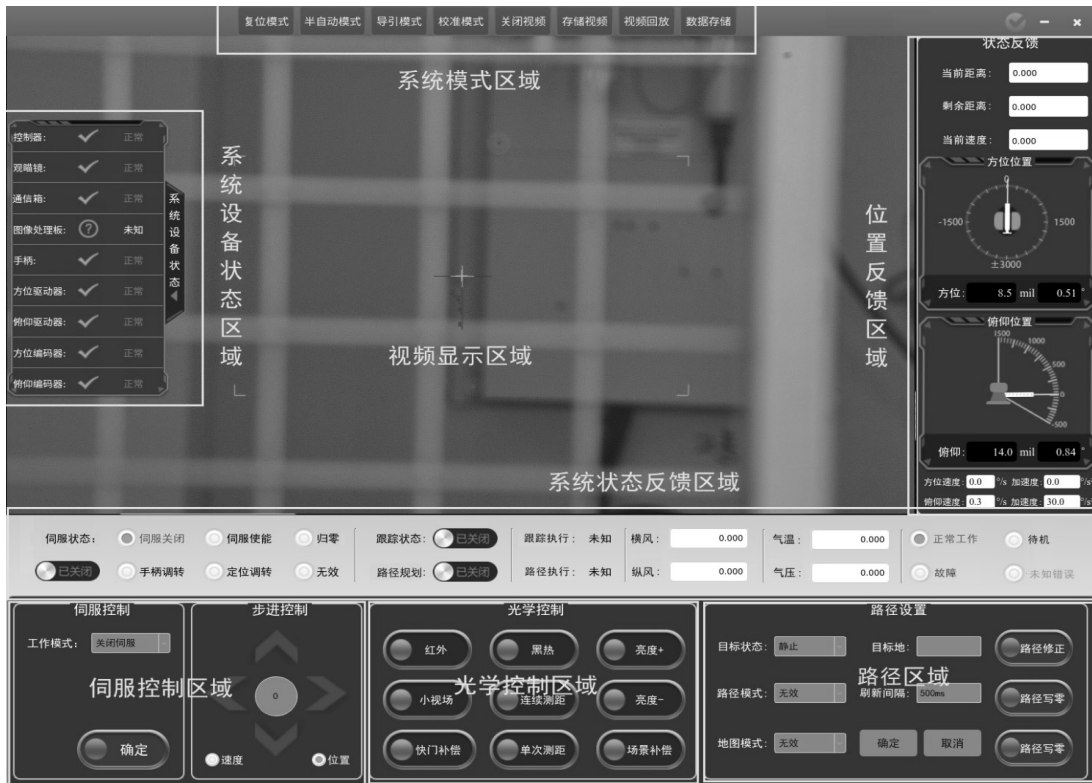 复位模式 半自动模式 导引模式 校准模式 关闭视频 存储视频 视频回放 数据存储
系统模式区域
控制器: 正常
观瞄镜: 正常
通信箱: 正常
图像处理板: ? 未知
手柄: 正常
方位驱动器: 正常
俯仰驱动器: 正常
方位编码器: 正常
俯仰编码器: 正常
系统设备状态
系统设备状态区域
视频显示区域
位置反馈区域
系统状态反馈区域
状态反馈
当前距离: 0.000
剩余距离: 0.000
当前速度: 0.000
方位位置
0
-1500 1500
±3000
方位: 8.5 mil 0.51 °
俯仰位置
1500
1000
500
0
-500
俯仰: 14.0 mil 0.84 °
方位速度: 0.0 °/s 加速度: 0.0 °/s
俯仰速度: 0.3 °/s 加速度: 30.0 °/s
伺服状态: 伺服关闭 伺服使能 归零 跟踪状态: 已关闭 跟踪执行: 未知 横风: 0.000 气温: 0.000 正常工作 待机
已关闭 手柄调转 定位调转 无效 路径规划: 已关闭 路径执行: 未知 纵风: 0.000 气压: 0.000 故障 未知错误
伺服控制
工作模式: 关闭伺服
伺服控制区域
确定
步进控制
0
速度 位置
光学控制
红外 黑热 亮度+
小视场 连续测距 亮度-
光学控制区域
快门补偿 单次测距 场景补偿
路径设置
目标状态: 静止 目标地: 路径修正
路径区域
路径模式: 无效 刷新间隔: 500ms 路径写零
地图模式: 无效 确定 取消 路径写零